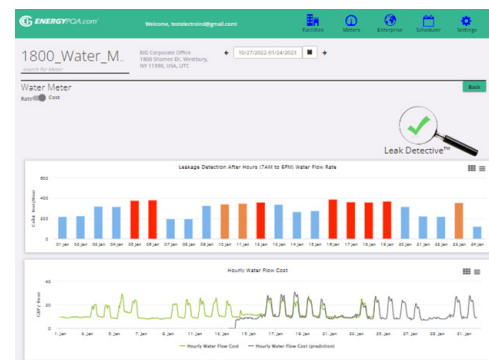 ENERGYPQA.com
Welcome, testelectroind@gmail.com!
Facilities Meters Enterprise Scheduler Settings
1800_Water_M..
search for Meter
EIG Corporate Office
1800 Shames Dr, Westbury,
NY 11590, USA, UTC
10/27/2022-01/24/2023
Water Meter
Back
Rate Cost
Leak Detective™
Leakage Detection After Hours (7AM to 6PM) Water Flow Rate
600
400
200
0
01 Jan 02 Jan 03 Jan 04 Jan 05 Jan 06 Jan 07 Jan 08 Jan 09 Jan 10 Jan 11 Jan 12 Jan 13 Jan 14 Jan 15 Jan 16 Jan 17 Jan 18 Jan 19 Jan 20 Jan 21 Jan 22 Jan 23 Jan 24 Jan
Hourly Water Flow Cost
40
20
0
1. Jan 3. Jan 5. Jan 7. Jan 9. Jan 11. Jan 13. Jan 15. Jan 17. Jan 19. Jan 21. Jan 23. Jan 25. Jan 27. Jan 29. Jan 31. Jan
Hourly Water Flow Cost Hourly Water Flow Cost (prediction)